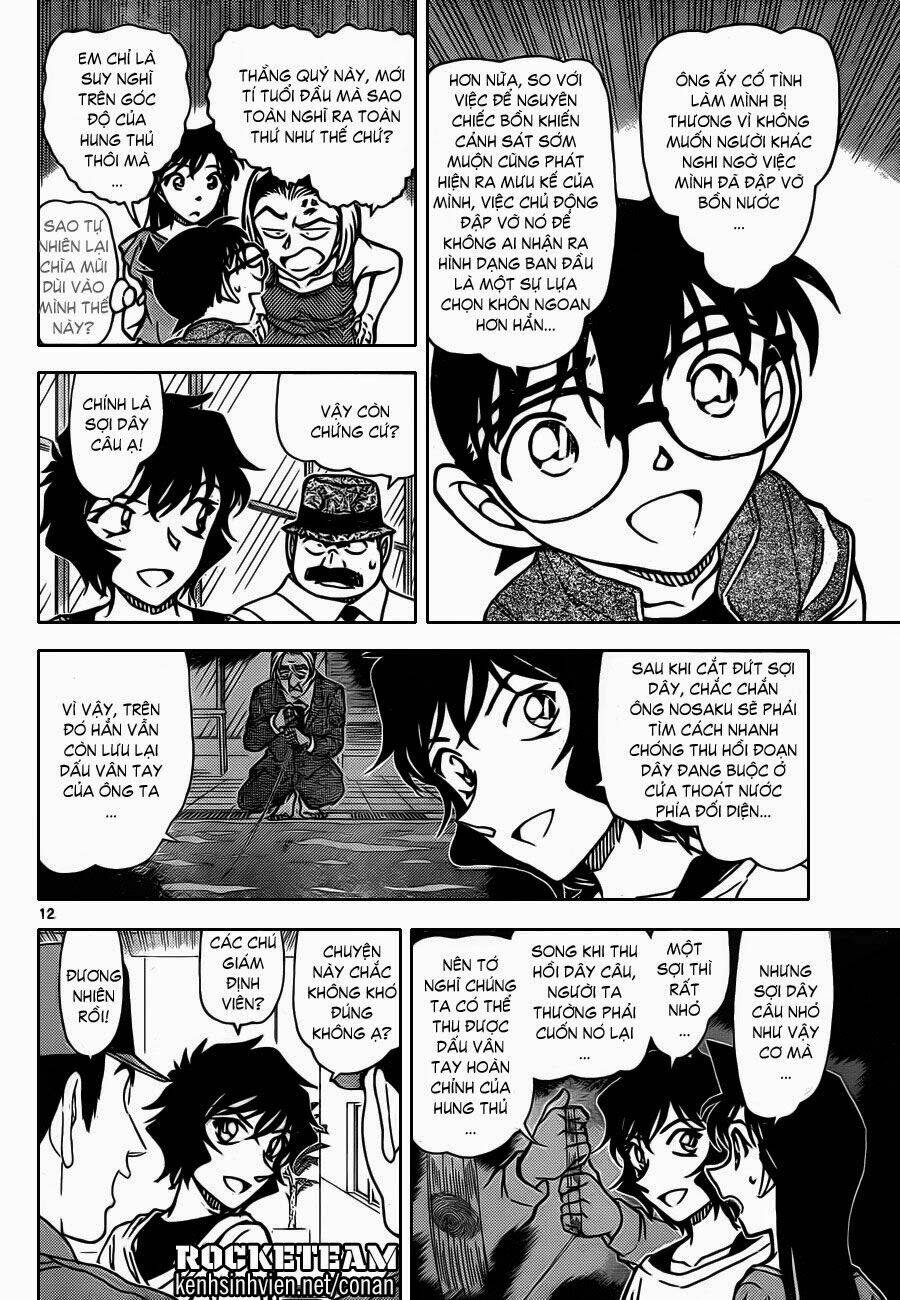 ÔNG ẤY CỐ TÌNH
LÀM MÌNH BỊ
THƯƠNG VÌ KHÔNG
MUỐN NGƯỜI KHÁC
NGHI NGỜ VIỆC
MÌNH ĐÃ ĐẬP VỠ
BỒN NƯỚC
...
HƠN NỮA, SO VỚI
VIỆC ĐỂ NGUYÊN
CHIẾC BỒN KHIẾN
CẢNH SÁT SỚM
MUỘN CŨNG PHÁT
HIỆN RA MƯU KẾ CỦA
MÌNH, VIỆC CHỦ ĐỘNG
ĐẬP VỠ NÓ ĐỂ
KHÔNG AI NHẬN RA
HÌNH DẠNG BAN ĐẦU
LÀ MỘT SỰ LỰA
CHỌN KHÔN NGOAN
HƠN HẲN...
THẰNG QUỶ NÀY, MỚI
TÍ TUỔI ĐẦU MÀ SAO
TOÀN NGHĨ RA TOÀN
THỨ NHƯ THẾ CHỨ?
EM CHỈ LÀ
SUY NGHĨ
TRÊN GÓC
ĐỘ CỦA
HUNG THỦ
THÔI MÀ
...
SAO TỰ
NHIÊN LẠI
CHĨA MŨI
DÙI VÀO
MÌNH THẾ
NÀY?
VẬY CÒN
CHỨNG CỨ?
CHÍNH LÀ
SỢI DÂY
CÂU Ạ!
SAU KHI CẮT ĐỨT SỢI
DÂY, CHẮC CHẮN
ÔNG NOSAKU SẼ PHẢI
TÌM CÁCH NHANH
CHÓNG THU HỒI ĐOẠN
DÂY ĐANG BUỘC Ở
CỬA THOÁT NƯỚC
PHÍA ĐỐI DIỆN...
VÌ VẬY, TRÊN
ĐÓ HẲN VẪN
CÒN LƯU LẠI
DẤU VÂN TAY
CỦA ÔNG TA
...
12
NHƯNG
SỢI DÂY
CÂU NHỎ
NHƯ VẬY
CƠ MÀ
...
MỘT
SỢI THÌ
RẤT
NHỎ
...
SONG KHI THU
HỒI DÂY CÂU,
NGƯỜI TA
THƯỜNG PHẢI
CUỐN NÓ LẠI
...
NÊN TỚ
NGHĨ CHÚNG
TA CÓ THỂ
THU ĐƯỢC
DẤU VÂN
TAY HOÀN
CHỈNH CỦA
HUNG THỦ
...
CHUYỆN
NÀY CHẮC
KHÔNG KHÓ
ĐÚNG
KHÔNG Ạ?
CÁC CHÚ
GIÁM
ĐỊNH
VIÊN?
ĐƯƠNG
NHIÊN
RỒI!
ROCKETEAM
kenhsinhvien.net/conan